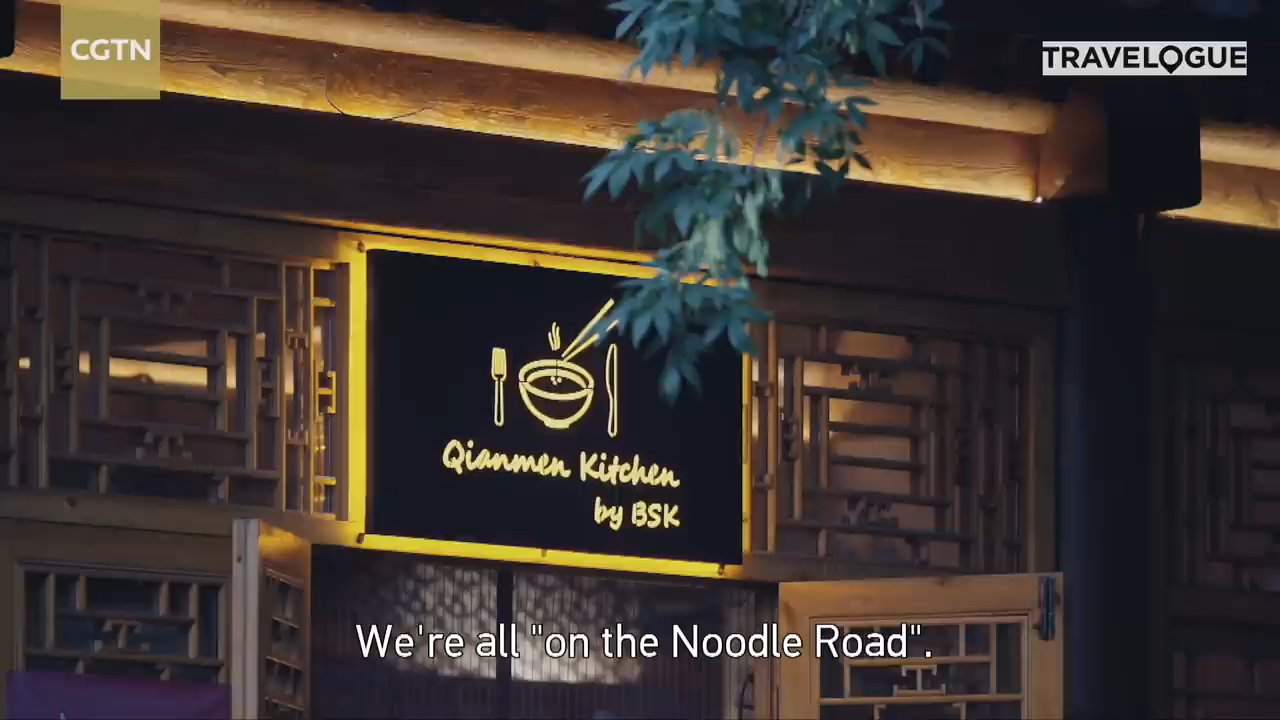 CGTN
TRAVELOGUE
Qianmen Kitchen
by BSK
We're all "on the Noodle Road".